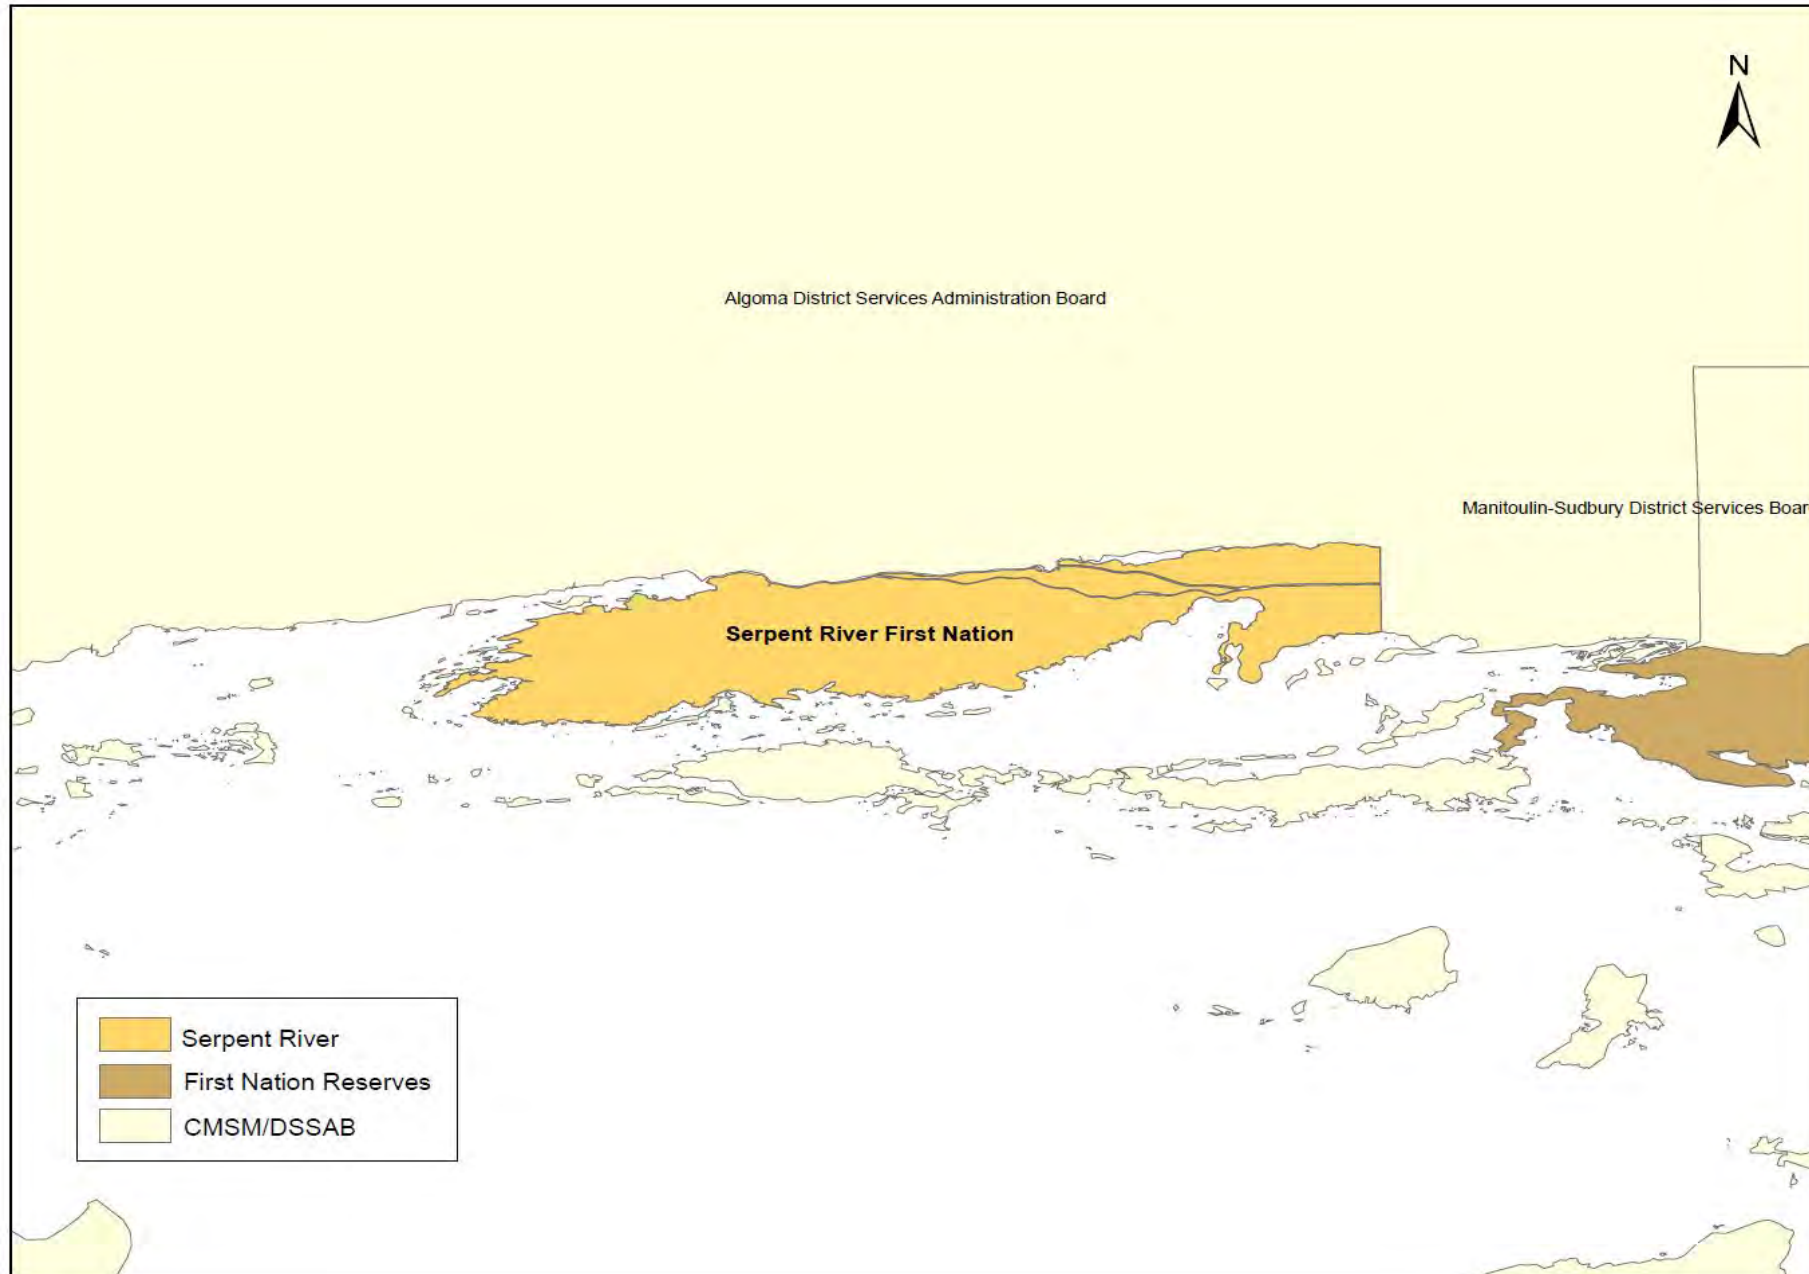 N
Algoma District Services Administration Board
Manitoulin-Sudbury District Services Boar
Serpent River First Nation
Serpent River
First Nation Reserves
CMSM/DSSAB